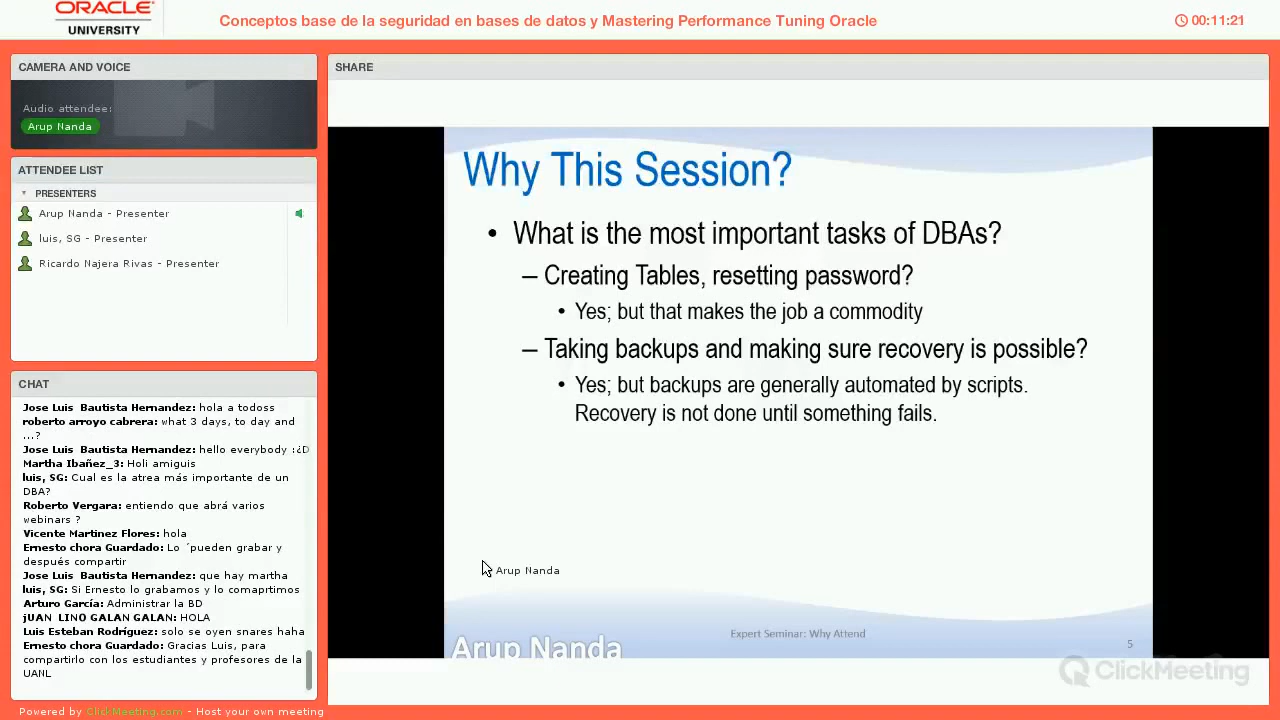 ORACLE
UNIVERSITY
Conceptos base de la seguridad en bases de datos y Mastering Performance Tuning Oracle
00:11:21
CAMERA AND VOICE
Audio attendee:
Arup Nanda
ATTENDEE LIST
PRESENTERS
Arup Nanda - Presenter
luis, SG - Presenter
Ricardo Najera Rivas - Presenter
CHAT
Jose Luis Bautista Hernandez: hola a todoss
roberto arroyo cabrera: what 3 days, to day and
...?
Jose Luis Bautista Hernandez: hello everybody :¿D
Martha Ibañez_3: Holi amiguis
luis, SG: Cual es la atrea más importante de un
DBA?
Roberto Vergara: entiendo que abrá varios
webinars ?
Vicente Martinez Flores: hola
Ernesto chora Guardado: Lo ´pueden grabar y
después compartir
Jose Luis Bautista Hernandez: que hay martha
luis, SG: Si Ernesto lo grabamos y lo comaprtimos
Arturo García: Administrar la BD
jUAN LINO GALAN GALAN: HOLA
Luis Esteban Rodríguez: solo se oyen snares haha
Ernesto chora Guardado: Gracias Luis, para
compartirlo con los estudiantes y profesores de la
UANL
SHARE
Why This Session?
• What is the most important tasks of DBAs?
– Creating Tables, resetting password?
• Yes; but that makes the job a commodity
– Taking backups and making sure recovery is possible?
• Yes; but backups are generally automated by scripts.
Recovery is not done until something fails.
Arup Nanda
Expert Seminar: Why Attend
5
Arup Nanda
ClickMeeting
Powered by ClickMeeting.com - Host your own meeting